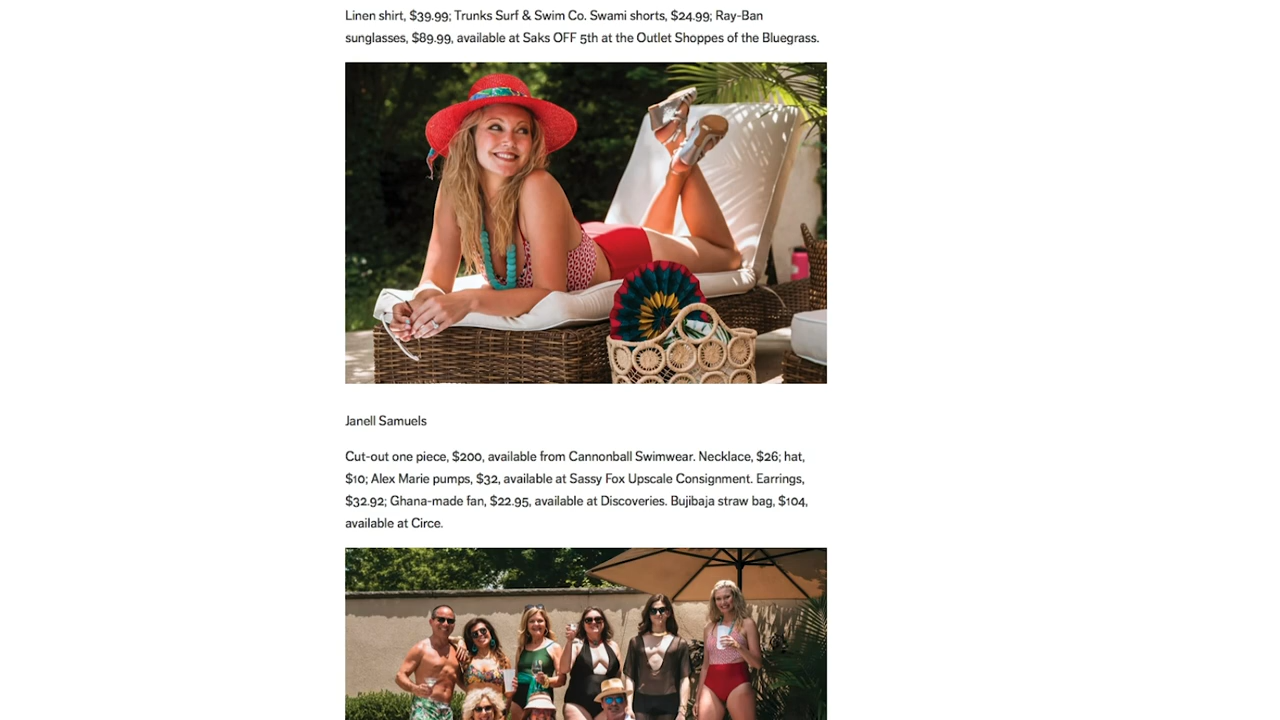 Linen shirt, $39.99; Trunks Surf & Swim Co. Swami shorts, $24.99; Ray-Ban
sunglasses, $89.99, available at Saks OFF 5th at the Outlet Shoppes of the Bluegrass.
Janell Samuels
Cut-out one piece, $200, available from Cannonball Swimwear. Necklace, $26; hat,
$10; Alex Marie pumps, $32, available at Sassy Fox Upscale Consignment. Earrings,
$32.92; Ghana-made fan, $22.95, available at Discoveries. Bujibaja straw bag, $104,
available at Circe.